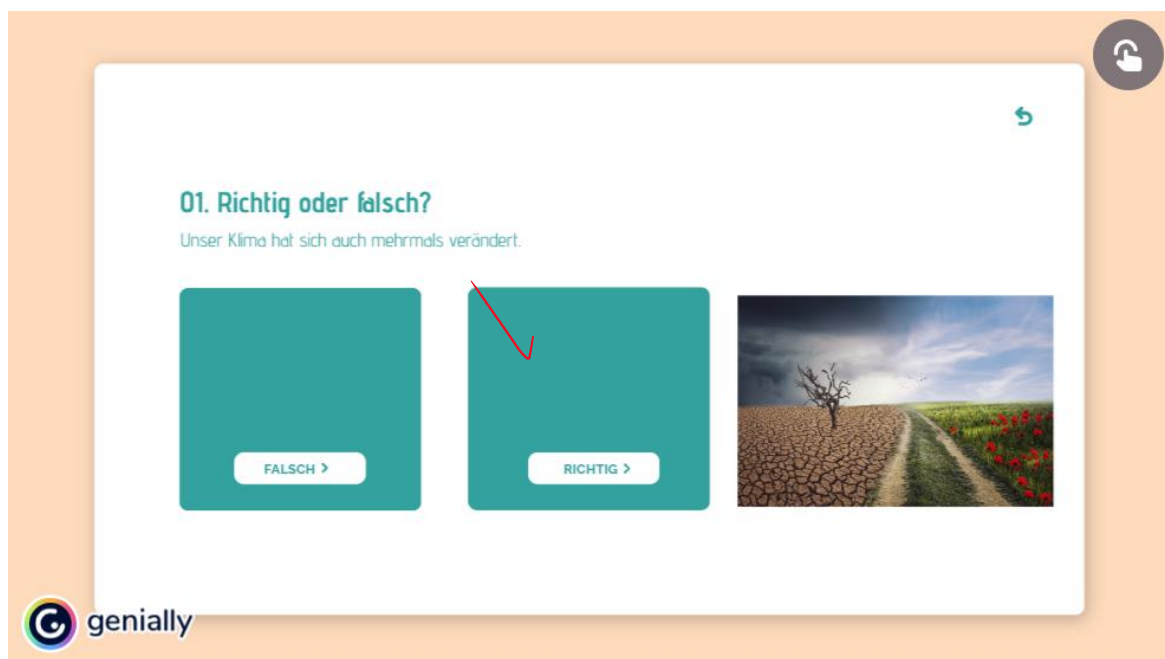 01. Richtig oder falsch?
Unser Klima hat sich auch mehrmals verändert.
FALSCH >
RICHTIG >
genially